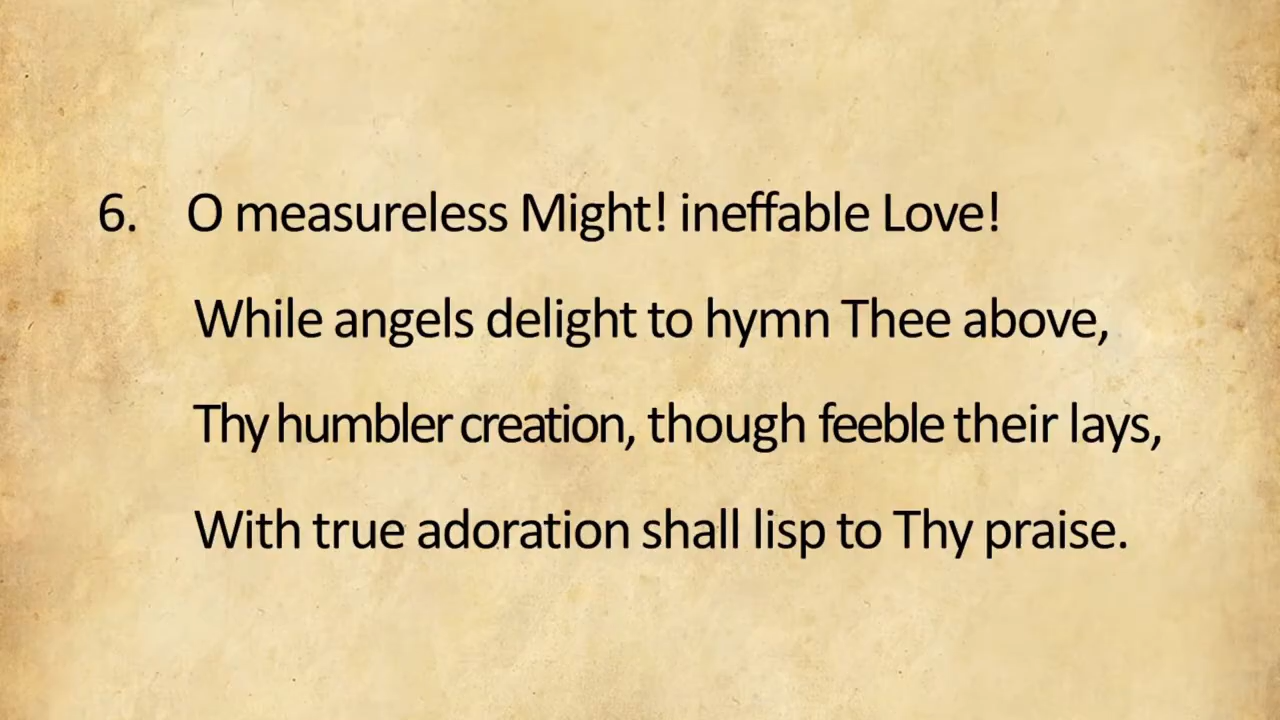 6. O measureless Might! ineffable Love!
While angels delight to hymn Thee above,
Thy humbler creation, though feeble their lays,
With true adoration shall lisp to Thy praise.